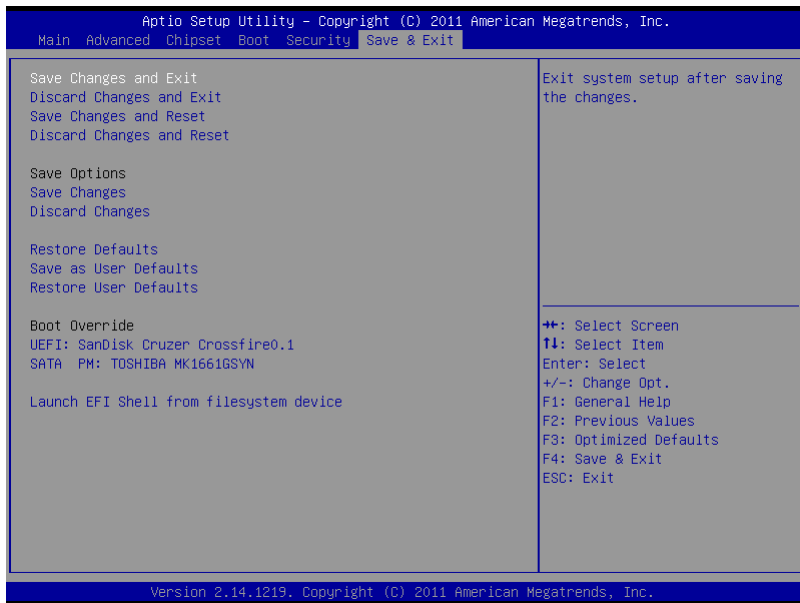 Aptio Setup Utility – Copyright (C) 2011 American Megatrends, Inc.
Main Advanced Chipset Boot Security Save & Exit
Save Changes and Exit
Discard Changes and Exit
Save Changes and Reset
Discard Changes and Reset
Save Options
Save Changes
Discard Changes
Restore Defaults
Save as User Defaults
Restore User Defaults
Boot Override
UEFI: SanDisk Cruzer Crossfire0.1
SATA PM: TOSHIBA MK1661GSYN
Launch EFI Shell from filesystem device
Exit system setup after saving
the changes.
→←: Select Screen
↑↓: Select Item
Enter: Select
+/-: Change Opt.
F1: General Help
F2: Previous Values
F3: Optimized Defaults
F4: Save & Exit
ESC: Exit
Version 2.14.1219. Copyright (C) 2011 American Megatrends, Inc.